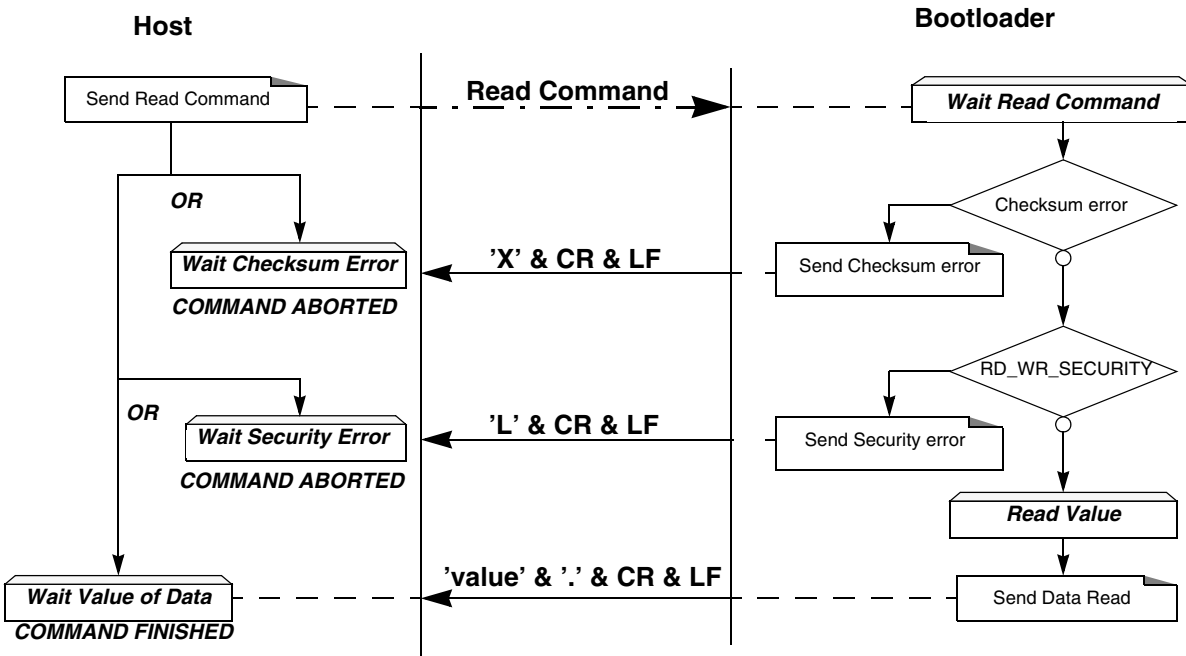 Host
Bootloader
Send Read Command
Read Command
Wait Read Command
OR
Checksum error
Wait Checksum Error
’X’ & CR & LF
Send Checksum error
COMMAND ABORTED
RD_WR_SECURITY
OR
Wait Security Error
’L’ & CR & LF
Send Security error
COMMAND ABORTED
Read Value
’value’ & ’.’ & CR & LF
Wait Value of Data
Send Data Read
COMMAND FINISHED